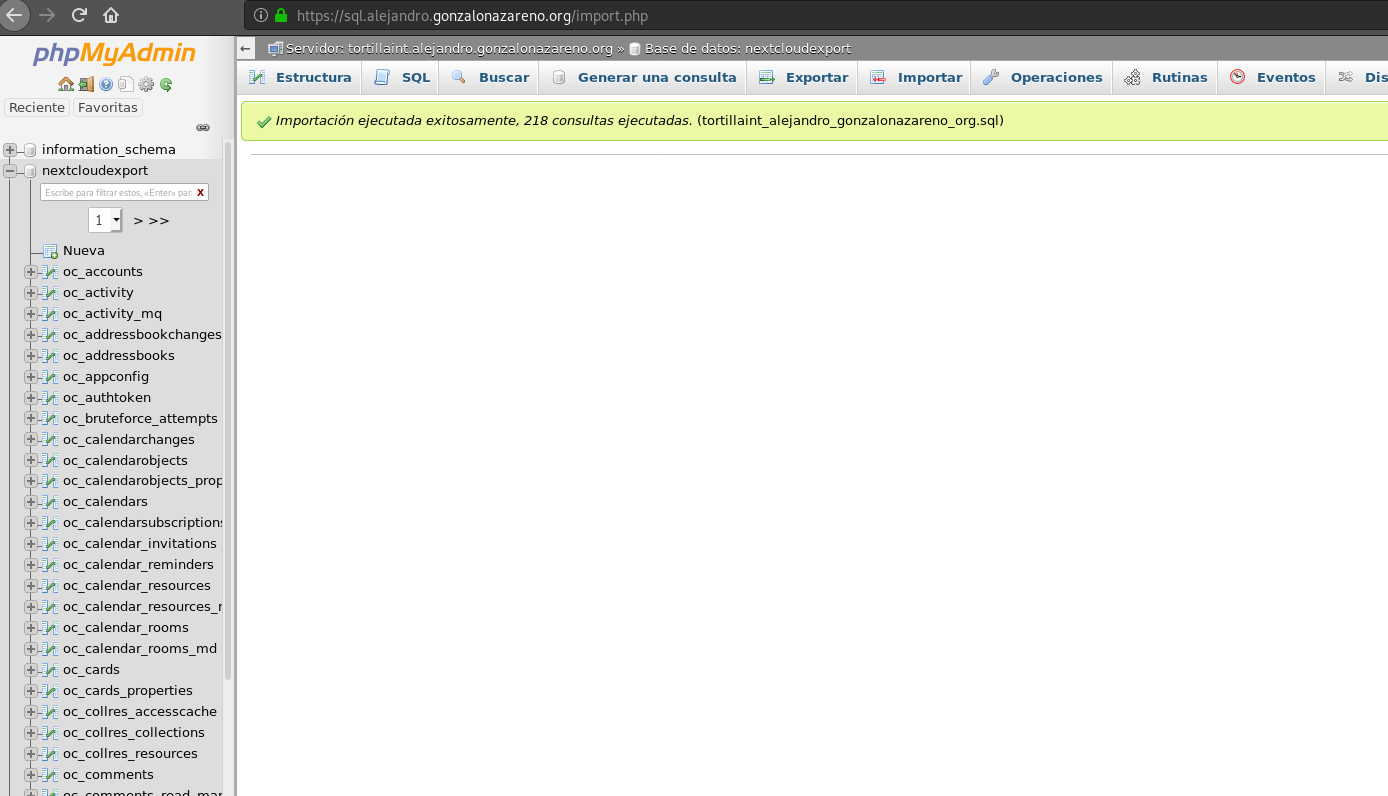 https://sql.alejandro.gonzalonazareno.org/import.php
phpMyAdmin
Reciente Favoritas
information_schema
nextcloudexport
Escribe para filtrar estos, «Enter» par X
1 > >>
Nueva
oc_accounts
oc_activity
oc_activity_mq
oc_addressbookchanges
oc_addressbooks
oc_appconfig
oc_authtoken
oc_bruteforce_attempts
oc_calendarchanges
oc_calendarobjects
oc_calendarobjects_prop
oc_calendars
oc_calendarsubscriptions
oc_calendar_invitations
oc_calendar_reminders
oc_calendar_resources
oc_calendar_resources_r
oc_calendar_rooms
oc_calendar_rooms_md
oc_cards
oc_cards_properties
oc_collres_accesscache
oc_collres_collections
oc_collres_resources
oc_comments
oc_comments_read_mar
Servidor: tortillaint.alejandro.gonzalonazareno.org » Base de datos: nextcloudexport
Estructura SQL Buscar Generar una consulta Exportar Importar Operaciones Rutinas Eventos Dis
Importación ejecutada exitosamente, 218 consultas ejecutadas. (tortillaint_alejandro_gonzalonazareno_org.sql)